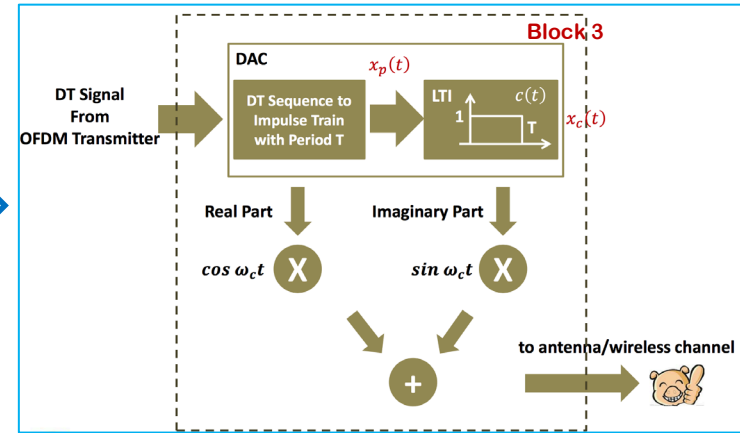 Block 3
DAC
x_p(t)
DT Signal
From
OFDM Transmitter
DT Sequence to
Impulse Train
with Period T
LTI
c(t)
1
T
x_c(t)
Real Part
Imaginary Part
cos ω_c t
X
sin ω_c t
X
to antenna/wireless channel
+